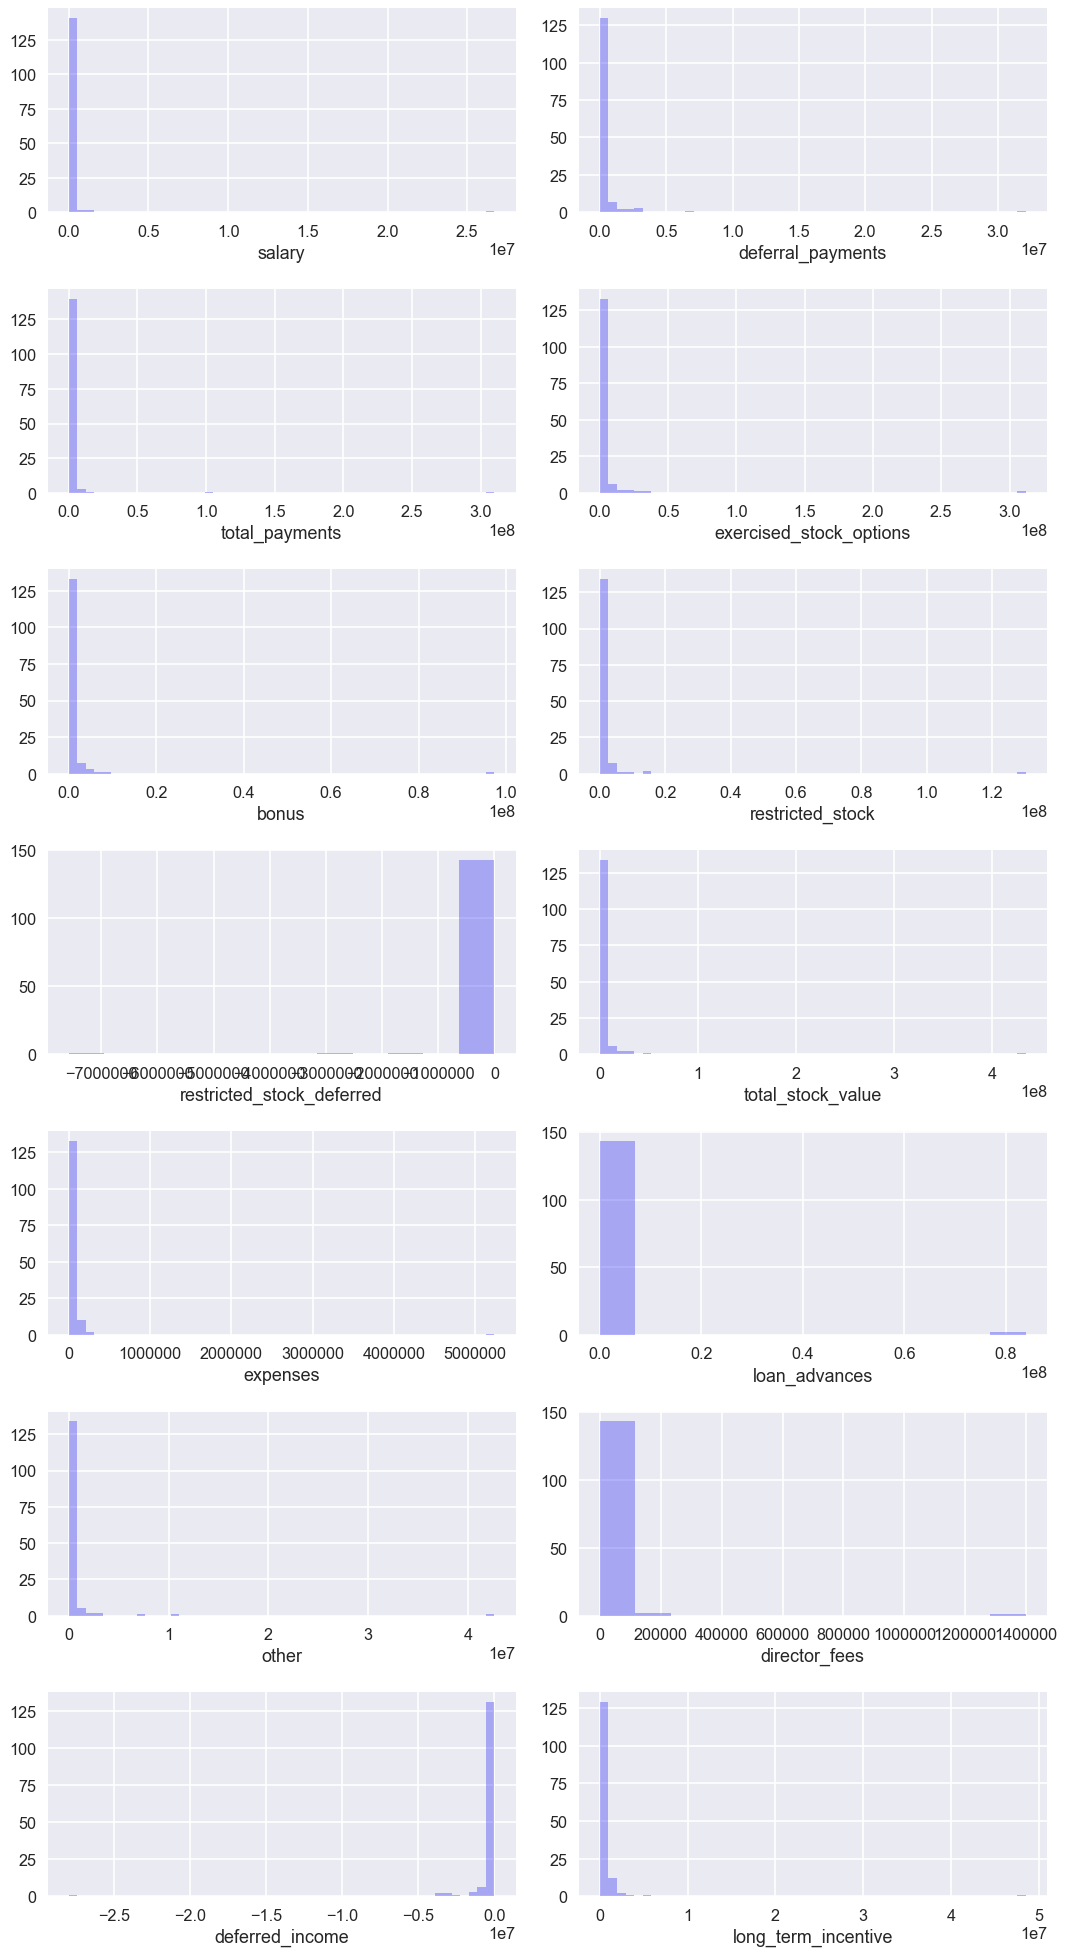 125
100
75
50
25
0
0.0 0.5 1.0 1.5 2.0 2.5
1e7
salary
125
100
75
50
25
0
0.0 0.5 1.0 1.5 2.0 2.5 3.0
1e7
deferral_payments
125
100
75
50
25
0
0.0 0.5 1.0 1.5 2.0 2.5 3.0
1e8
total_payments
125
100
75
50
25
0
0.0 0.5 1.0 1.5 2.0 2.5 3.0
1e8
exercised_stock_options
125
100
75
50
25
0
0.0 0.2 0.4 0.6 0.8 1.0
1e8
bonus
125
100
75
50
25
0
0.0 0.2 0.4 0.6 0.8 1.0 1.2
1e8
restricted_stock
150
100
50
0
−7000000 −6000000 −5000000 −4000000 −3000000 −2000000 −1000000 0
restricted_stock_deferred
125
100
75
50
25
0
0 1 2 3 4
1e8
total_stock_value
125
100
75
50
25
0
0 1000000 2000000 3000000 4000000 5000000
expenses
150
100
50
0
0.0 0.2 0.4 0.6 0.8
1e8
loan_advances
125
100
75
50
25
0
0 1 2 3 4
1e7
other
150
100
50
0
0 200000 400000 600000 800000 1000000 1200000 1400000
director_fees
125
100
75
50
25
0
−2.5 −2.0 −1.5 −1.0 −0.5 0.0
1e7
deferred_income
125
100
75
50
25
0
0 1 2 3 4 5
1e7
long_term_incentive